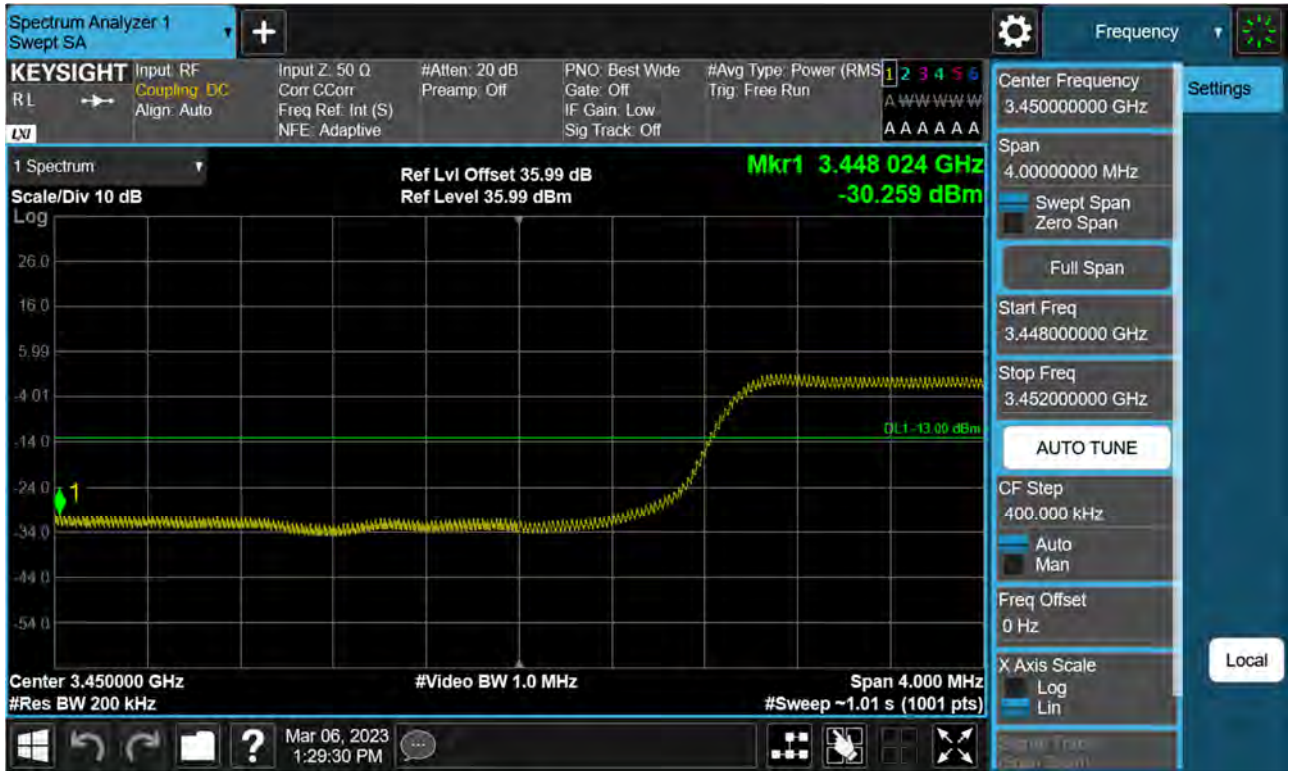 Spectrum Analyzer 1
Swept SA
+
Frequency
KEYSIGHT
RL
LXI
Input: RF
Coupling: DC
Align: Auto
Input Z: 50 Ω
Corr CCorr
Freq Ref: Int (S)
NFE: Adaptive
#Atten: 20 dB
Preamp: Off
PNO: Best Wide
Gate: Off
IF Gain: Low
Sig Track: Off
#Avg Type: Power (RMS
Trig: Free Run
1 2 3 4 5 6
A W W W W W
A A A A A A
1 Spectrum
Scale/Div 10 dB
Log
Ref Lvl Offset 35.99 dB
Ref Level 35.99 dBm
Mkr1 3.448 024 GHz
-30.259 dBm
26.0
16.0
5.99
-4.01
-14.0
-24.0
-34.0
-44.0
-54.0
DL1 -13.00 dBm
1
Center 3.450000 GHz
#Res BW 200 kHz
#Video BW 1.0 MHz
Span 4.000 MHz
#Sweep ~1.01 s (1001 pts)
Center Frequency
3.450000000 GHz
Span
4.00000000 MHz
Swept Span
Zero Span
Full Span
Start Freq
3.448000000 GHz
Stop Freq
3.452000000 GHz
AUTO TUNE
CF Step
400.000 kHz
Auto
Man
Freq Offset
0 Hz
X Axis Scale
Log
Lin
Settings
Local
?
Mar 06, 2023
1:29:30 PM